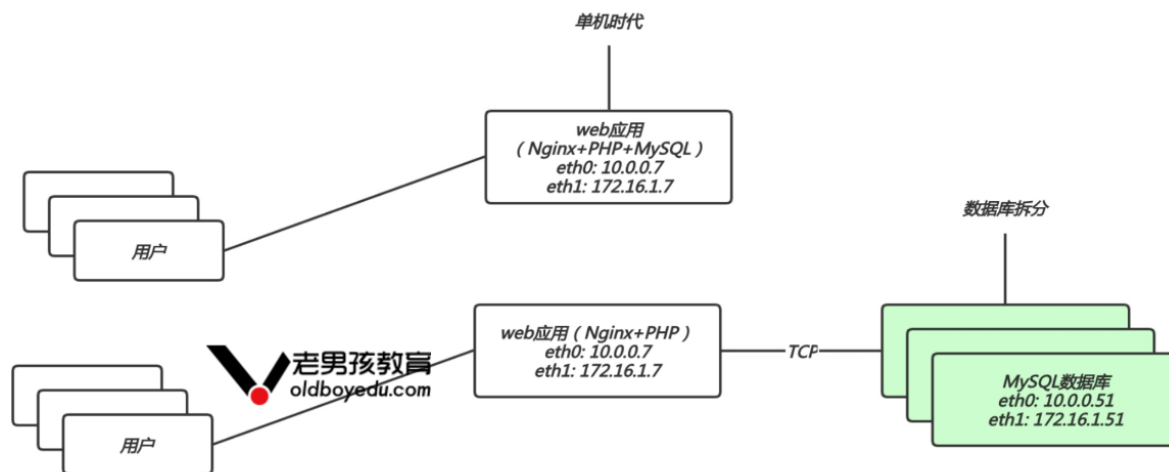 单机时代
web应用
（Nginx+PHP+MySQL）
eth0: 10.0.0.7
eth1: 172.16.1.7
用户
数据库拆分
web应用（Nginx+PHP）
eth0: 10.0.0.7
eth1: 172.16.1.7
TCP
老男孩教育
oldboyedu.com
MySQL数据库
eth0: 10.0.0.51
eth1: 172.16.1.51
用户